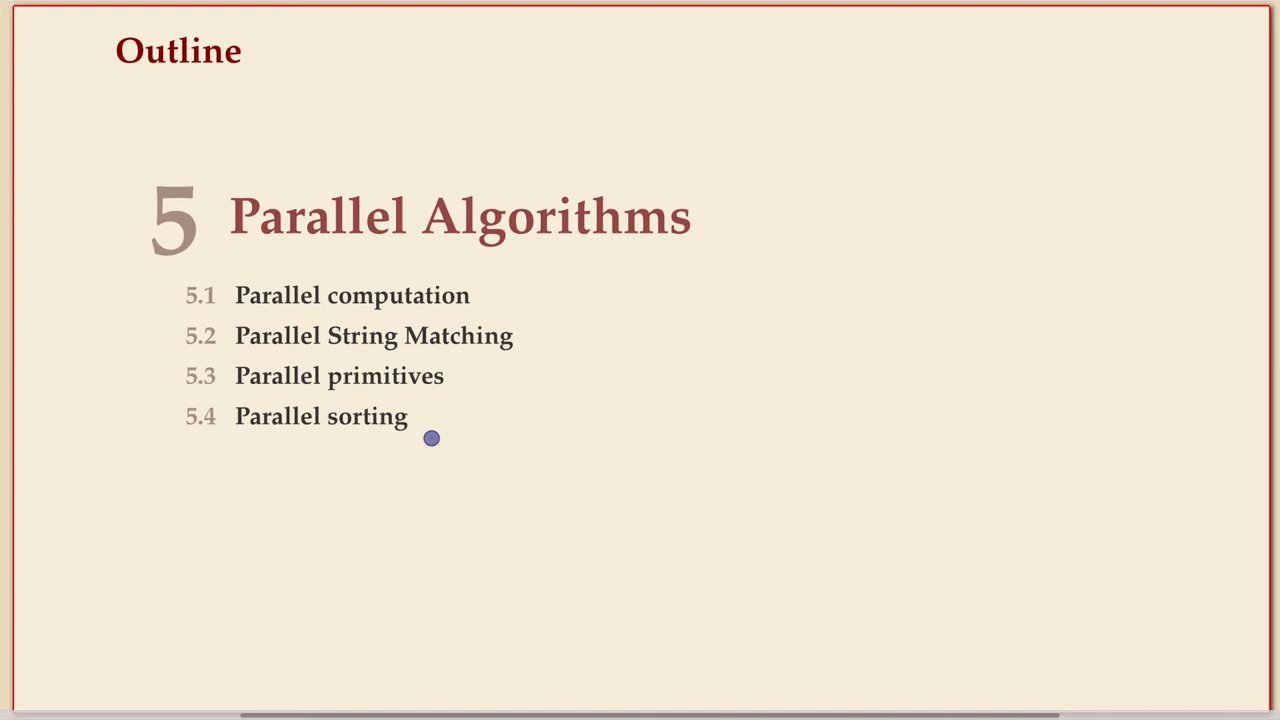 Outline
5 Parallel Algorithms
5.1 Parallel computation
5.2 Parallel String Matching
5.3 Parallel primitives
5.4 Parallel sorting